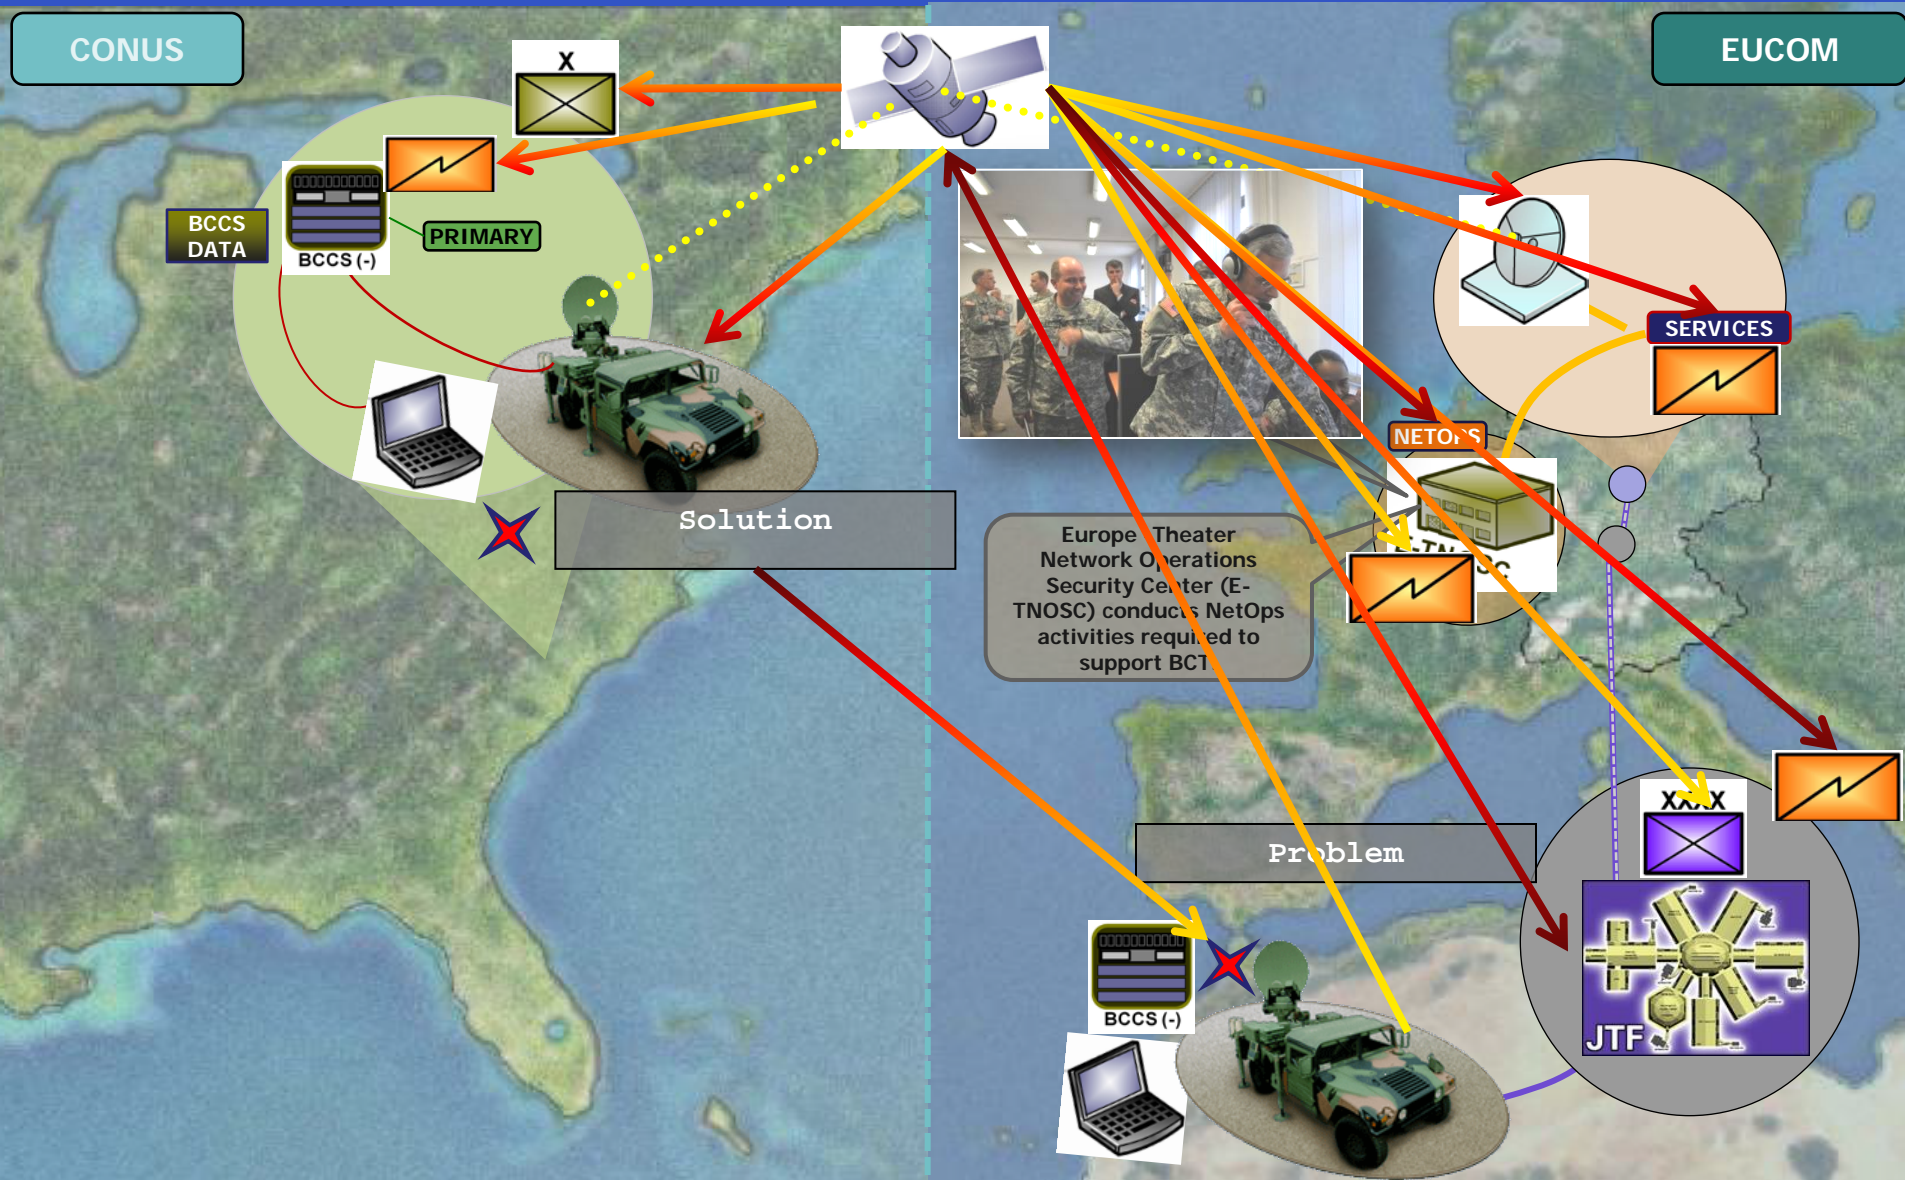 CONUS
EUCOM
X
BCCS
DATA
BCCS (-)
PRIMARY
SERVICES
NETOPS
Solution
Europe Theater
Network Operations
Security Center (E-
TNOSC) conducts NetOps
activities required to
support BCT
XXXX
Problem
BCCS (-)
JTF